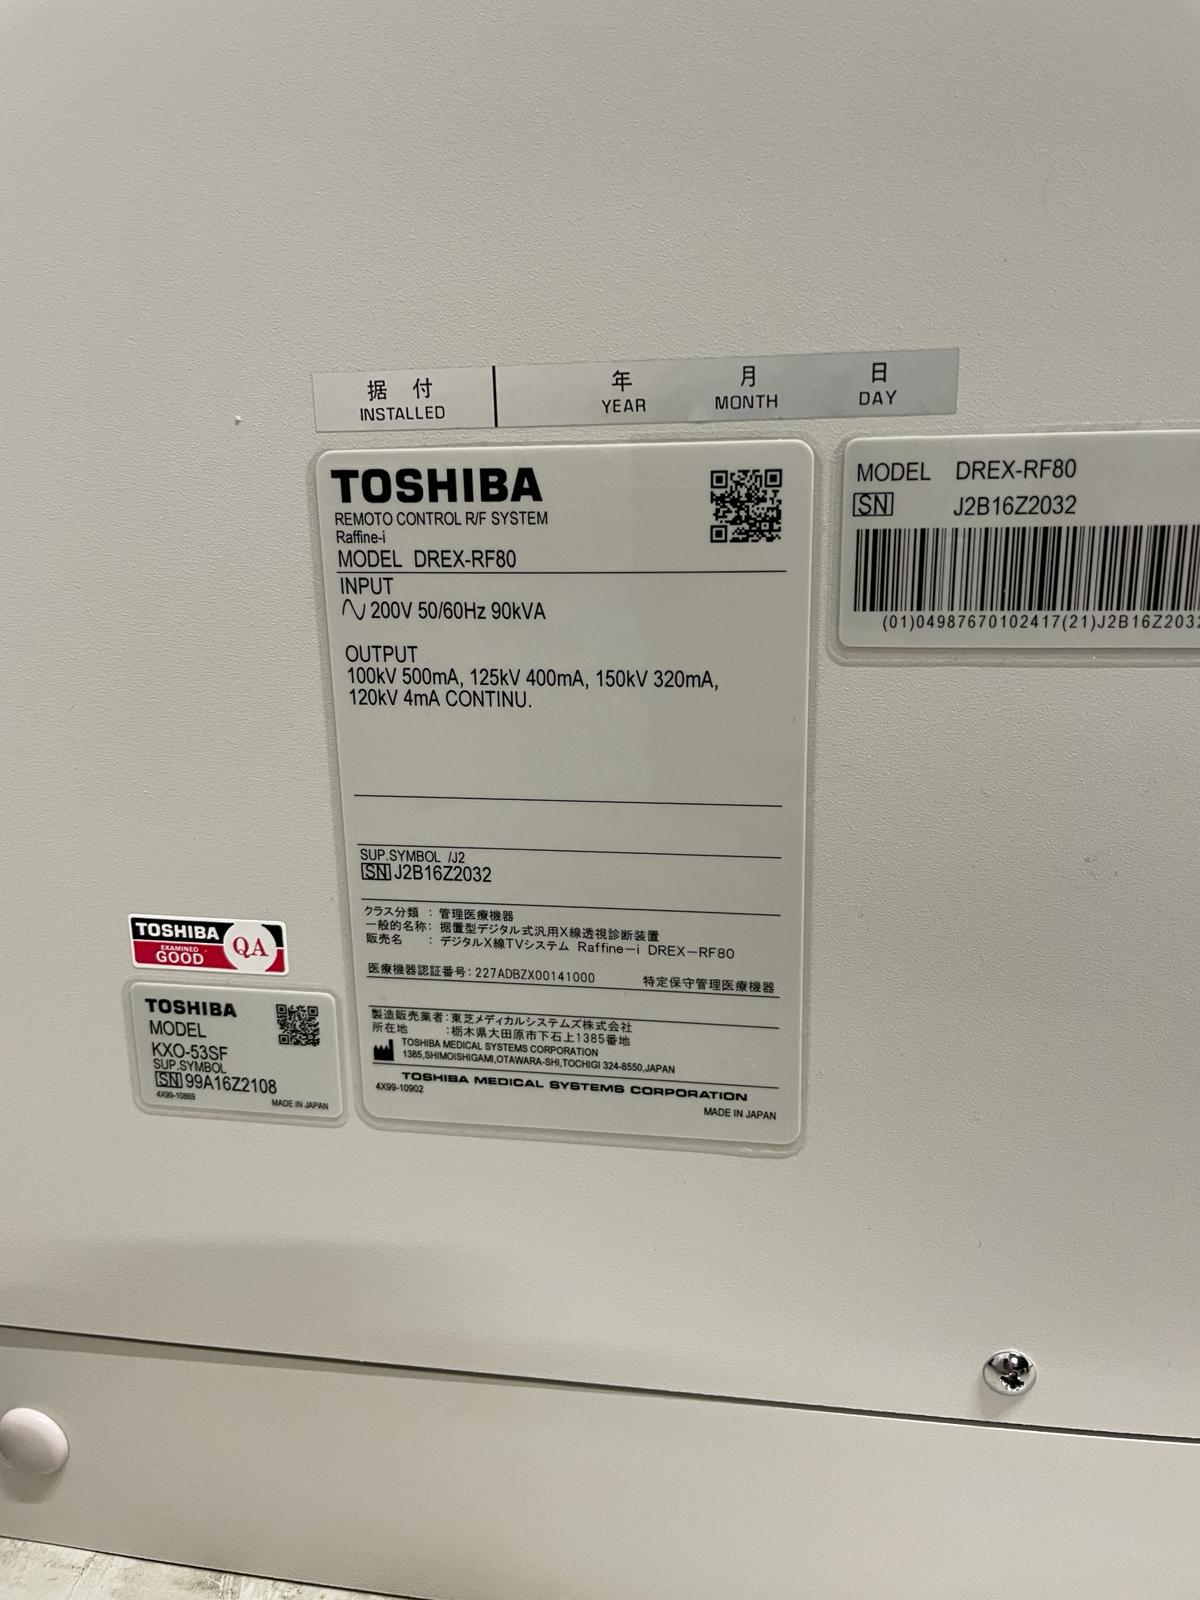 据 付 年 月 日
INSTALLED YEAR MONTH DAY
TOSHIBA
REMOTO CONTROL R/F SYSTEM
Raffine-i
MODEL DREX-RF80
INPUT
200V 50/60Hz 90kVA
OUTPUT
100kV 500mA, 125kV 400mA, 150kV 320mA,
120kV 4mA CONTINU.
SUP.SYMBOL /J2
SN J2B16Z2032
クラス分類 : 管理医療機器
一般的名称: 据置型デジタル式汎用X線透視診断装置
販売名 : デジタルX線TVシステム Raffine-i DREX-RF80
医療機器認証番号: 227ADBZX00141000 特定保守管理医療機器
製造販売業者:東芝メディカルシステムズ株式会社
所在地 :栃木県大田原市下石上1385番地
TOSHIBA MEDICAL SYSTEMS CORPORATION
1385,SHIMOISHIGAMI,OTAWARA-SHI,TOCHIGI 324-8550,JAPAN
TOSHIBA MEDICAL SYSTEMS CORPORATION
4X99-10902
MADE IN JAPAN
MODEL DREX-RF80
SN J2B16Z2032
(01)04987670102417(21)J2B16Z2032
TOSHIBA
EXAMINED
GOOD
QA
TOSHIBA
MODEL
KXO-53SF
SUP.SYMBOL
SN 99A16Z2108
4X99-10869
MADE IN JAPAN